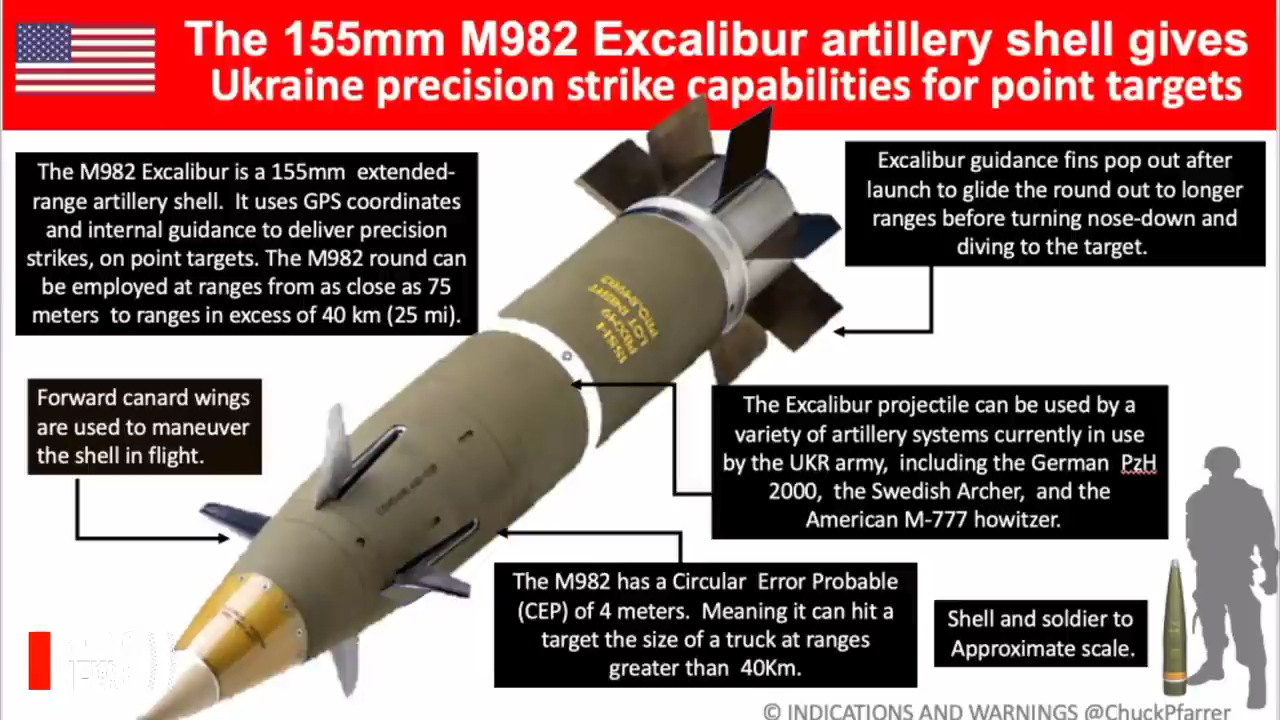 The 155mm M982 Excalibur artillery shell gives
Ukraine precision strike capabilities for point targets
The M982 Excalibur is a 155mm extended-
range artillery shell. It uses GPS coordinates
and internal guidance to deliver precision
strikes, on point targets. The M982 round can
be employed at ranges from as close as 75
meters to ranges in excess of 40 km (25 mi).
Excalibur guidance fins pop out after
launch to glide the round out to longer
ranges before turning nose-down and
diving to the target.
Forward canard wings
are used to maneuver
the shell in flight.
The Excalibur projectile can be used by a
variety of artillery systems currently in use
by the UKR army, including the German PzH
2000, the Swedish Archer, and the
American M-777 howitzer.
The M982 has a Circular Error Probable
(CEP) of 4 meters. Meaning it can hit a
target the size of a truck at ranges
greater than 40Km.
Shell and soldier to
Approximate scale.
© INDICATIONS AND WARNINGS @ChuckPfarrer